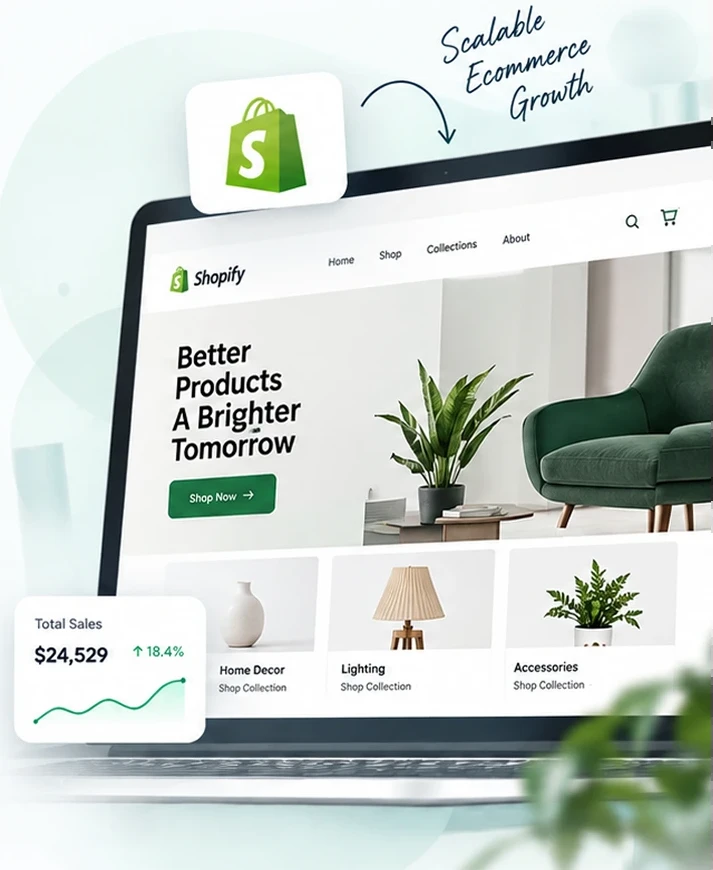 Scalable
Ecommerce
Growth
S
Shopify
Home
Shop
Collections
About
Better
Products
A Brighter
Tomorrow
Shop Now →
Total Sales
$24,529
↑ 18.4%
Home Decor
Shop Collection
Lighting
Shop Collection
Accessories
Shop Collection